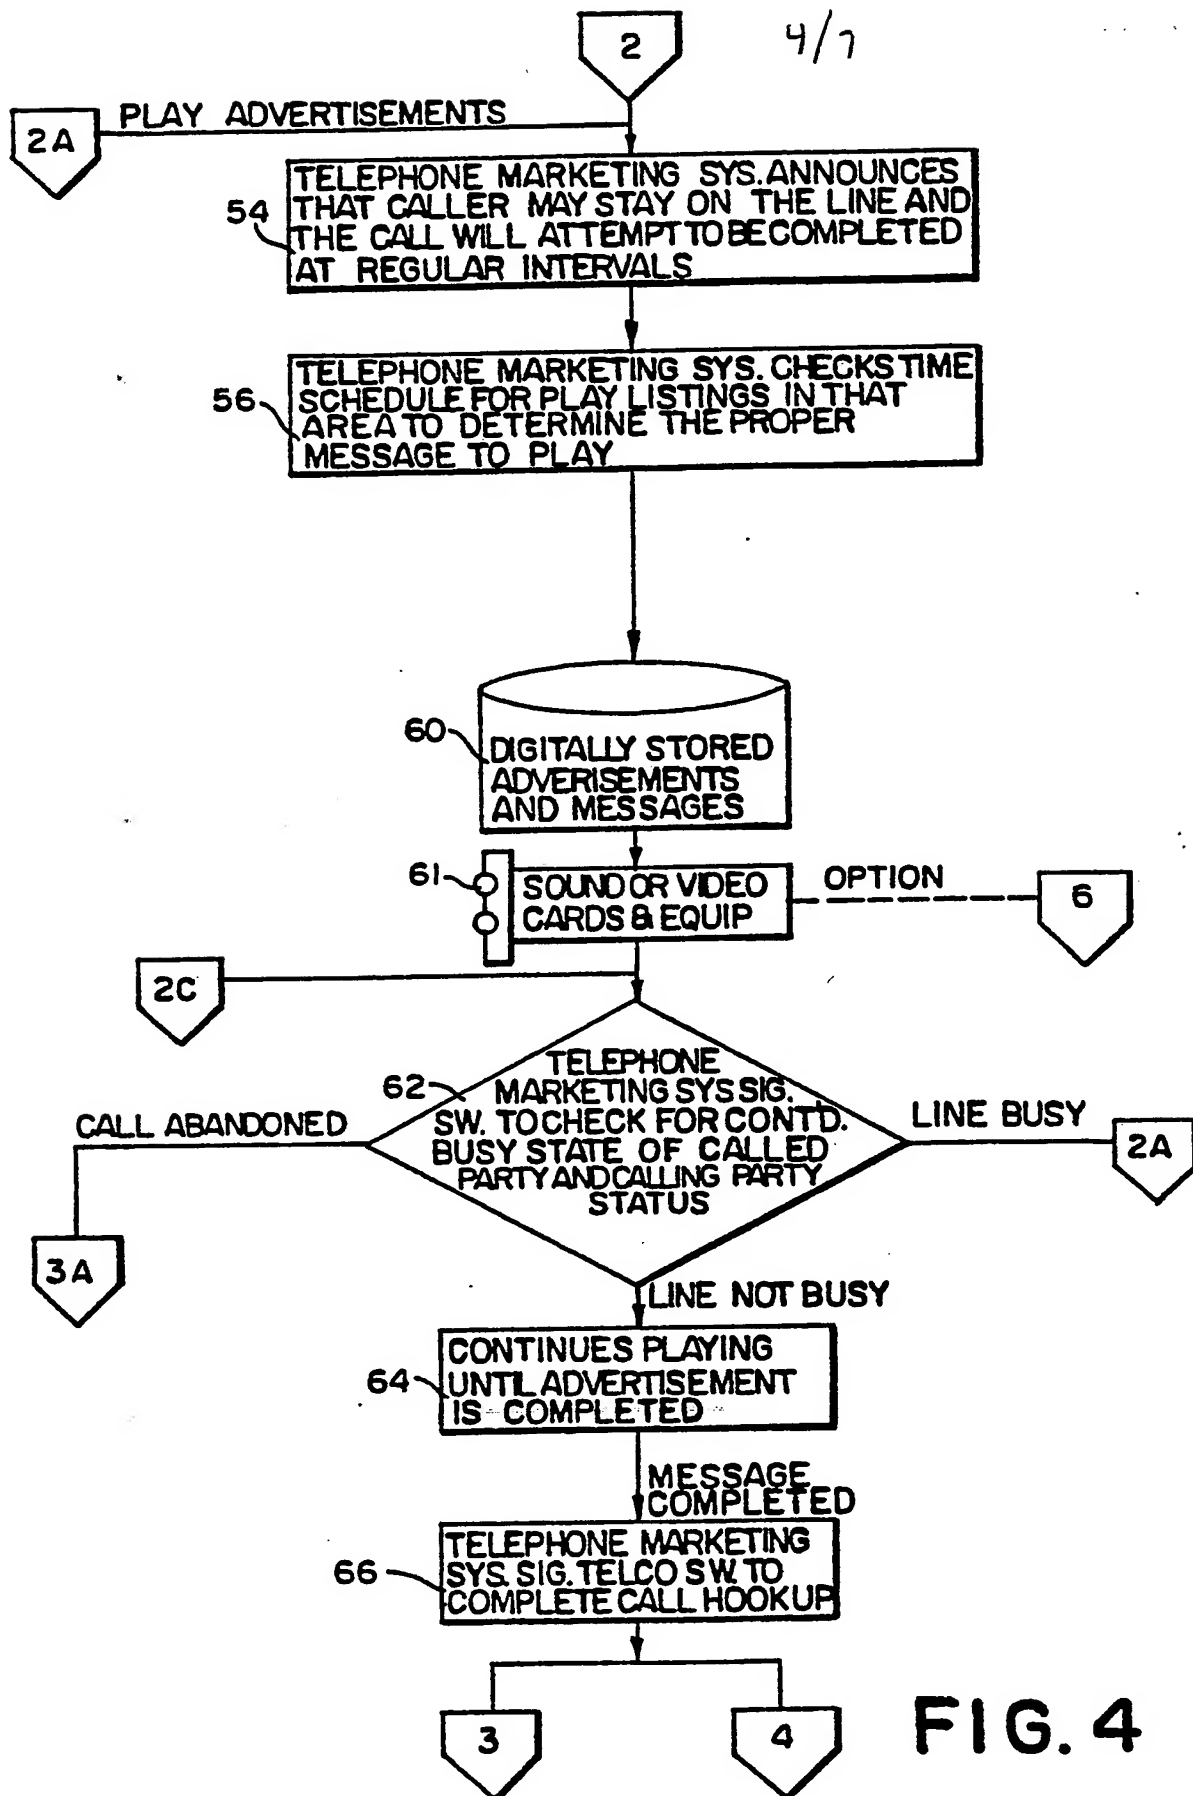 2
4/7
2A
PLAY ADVERTISEMENTS
54
TELEPHONE MARKETING SYS. ANNOUNCES
THAT CALLER MAY STAY ON THE LINE AND
THE CALL WILL ATTEMPT TO BE COMPLETED
AT REGULAR INTERVALS
56
TELEPHONE MARKETING SYS. CHECKS TIME
SCHEDULE FOR PLAY LISTINGS IN THAT
AREA TO DETERMINE THE PROPER
MESSAGE TO PLAY
60
DIGITALLY STORED
ADVERISEMENTS
AND MESSAGES
61
SOUND OR VIDEO
CARDS & EQUIP
OPTION
6
2C
62
TELEPHONE
MARKETING SYS SIG.
SW. TO CHECK FOR CONT'D.
BUSY STATE OF CALLED
PARTY AND CALLING PARTY
STATUS
CALL ABANDONED
LINE BUSY
2A
3A
LINE NOT BUSY
64
CONTINUES PLAYING
UNTIL ADVERTISEMENT
IS COMPLETED
MESSAGE
COMPLETED
66
TELEPHONE MARKETING
SYS. SIG. TELCO SW. TO
COMPLETE CALL HOOKUP
3
4
FIG. 4